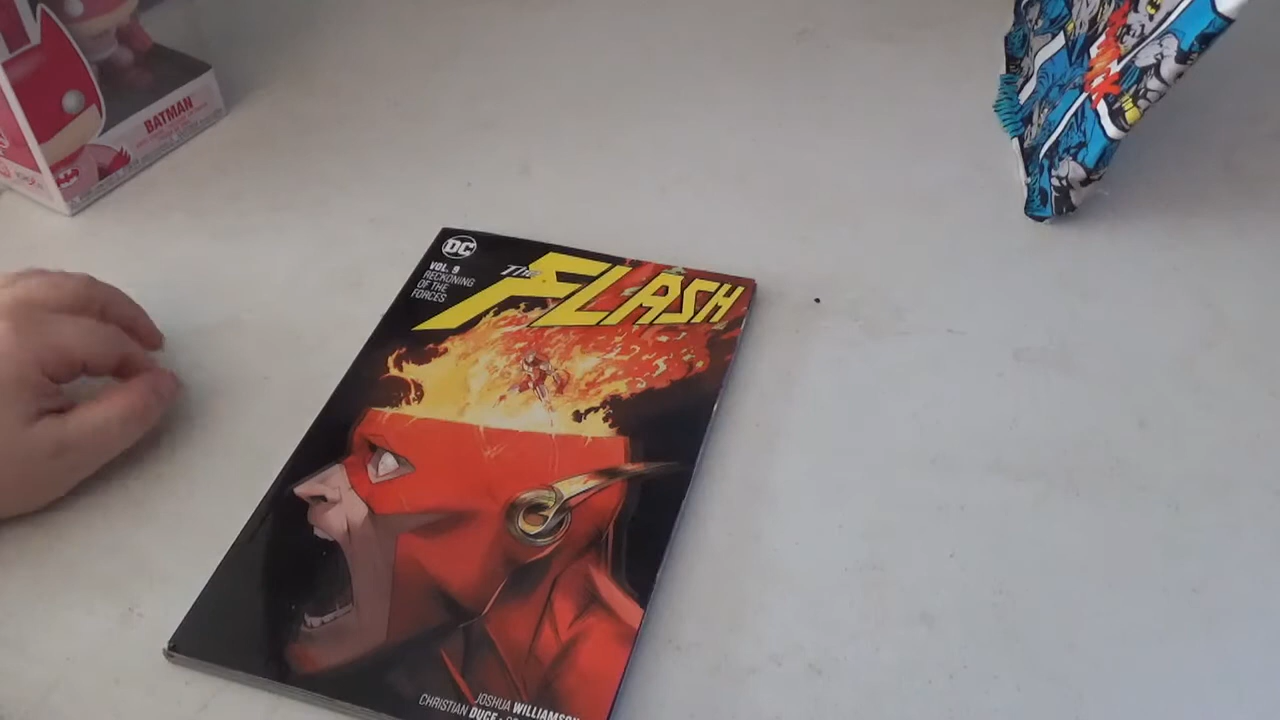 BATMAN
DC
VOL. 9
RECKONING
OF THE
FORCES
THE FLASH
JOSHUA WILLIAMSON
CHRISTIAN DUCE